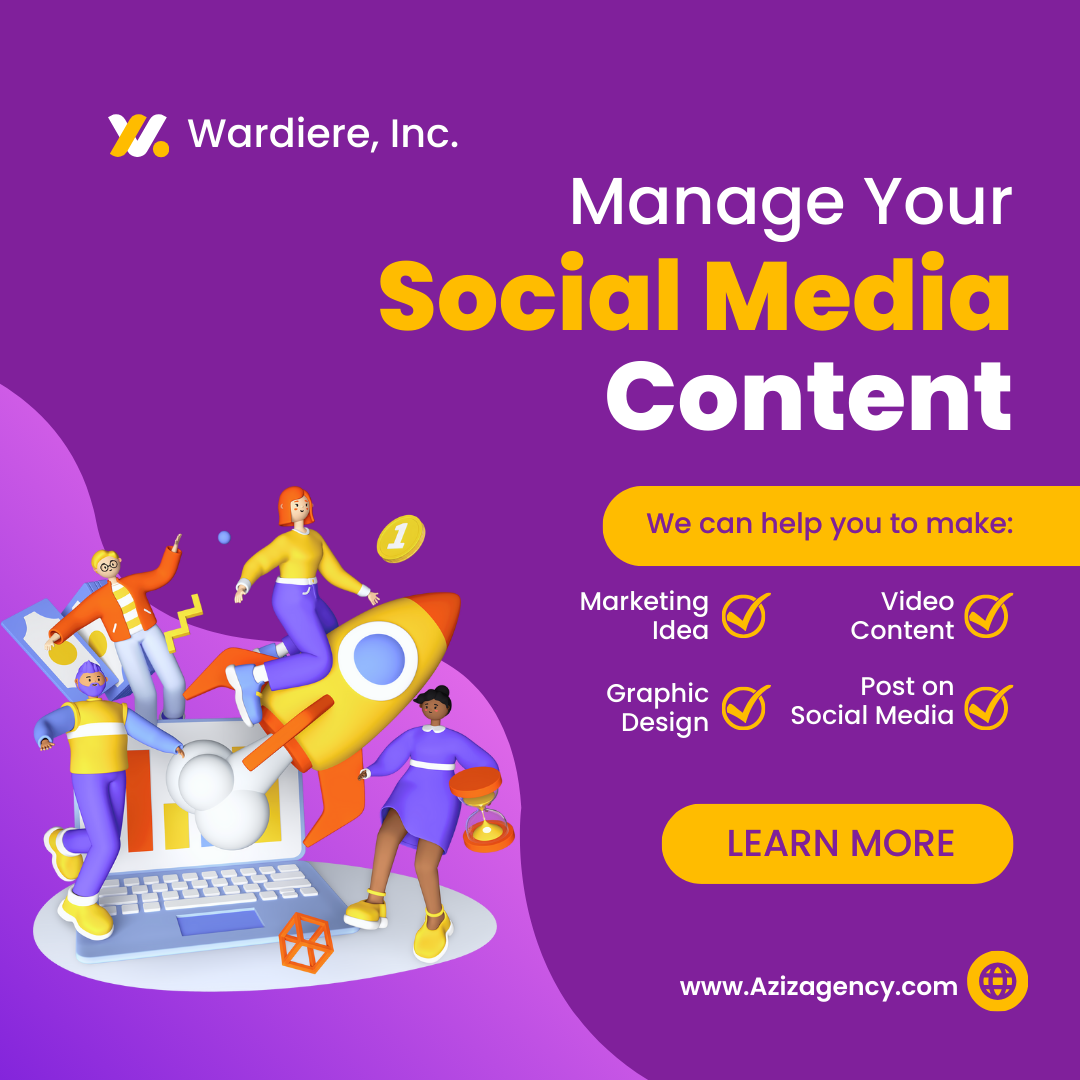 Wardiere, Inc.
Manage Your
Social Media
Content
1
We can help you to make:
Marketing
Idea
Video
Content
Graphic
Design
Post on
Social Media
LEARN MORE
www.Azizagency.com